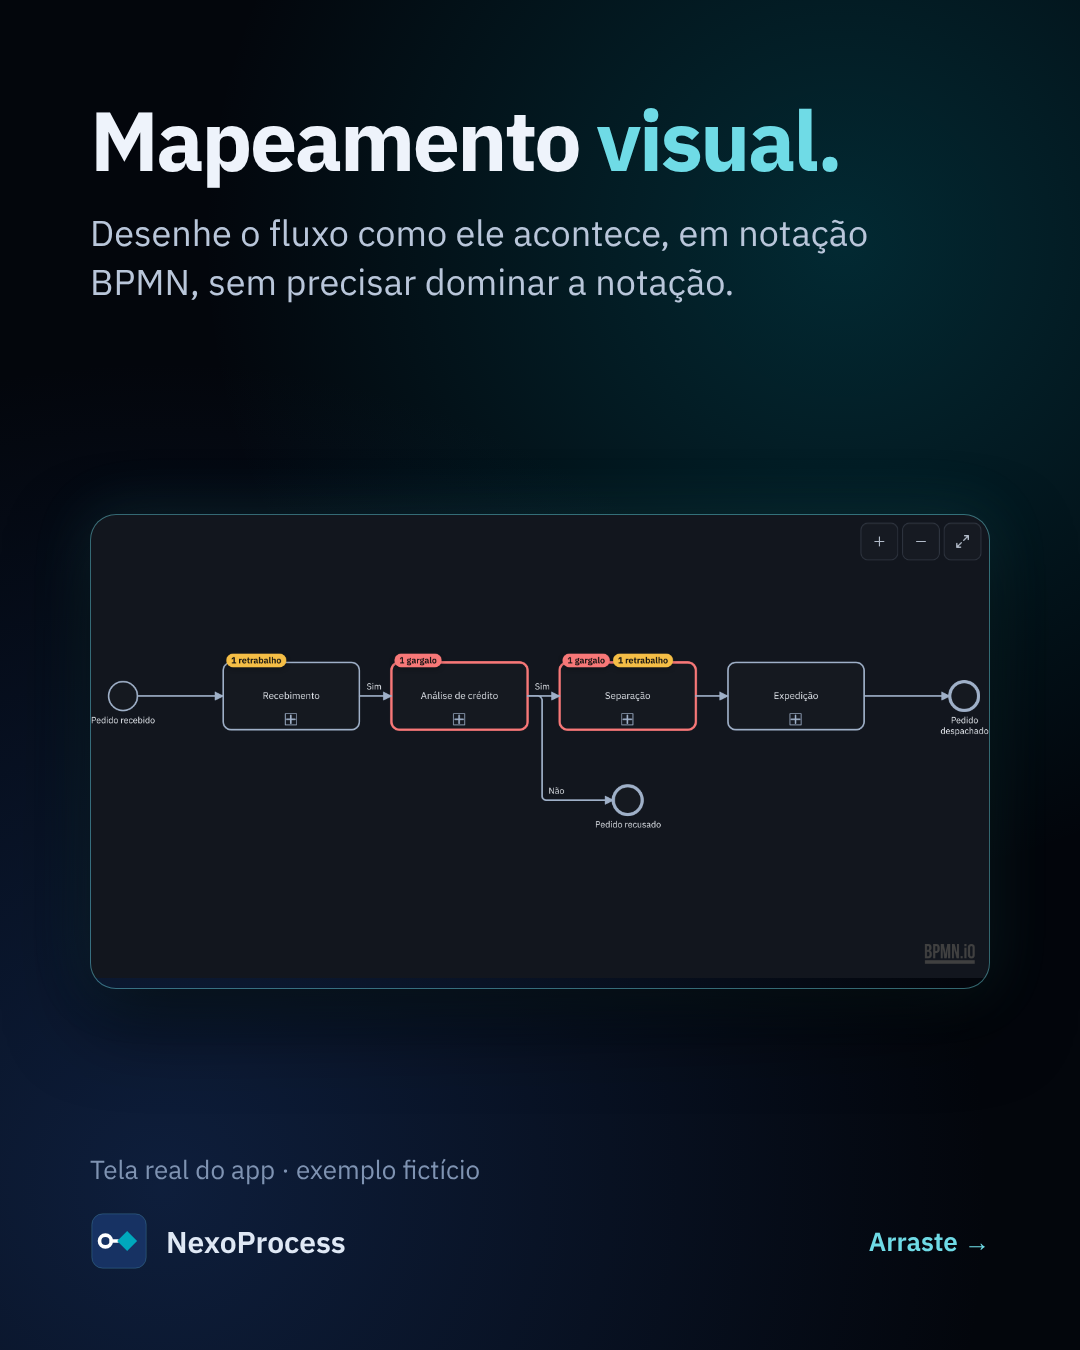 Mapeamento visual.
Desenhe o fluxo como ele acontece, em notação
BPMN, sem precisar dominar a notação.
+ −
1 retrabalho
1 gargalo
1 gargalo 1 retrabalho
Recebimento
Sim
Análise de crédito
Sim
Separação
Expedição
Pedido recebido
Pedido
despachado
Não
Pedido recusado
BPMN.iO
Tela real do app · exemplo fictício
NexoProcess
Arraste →